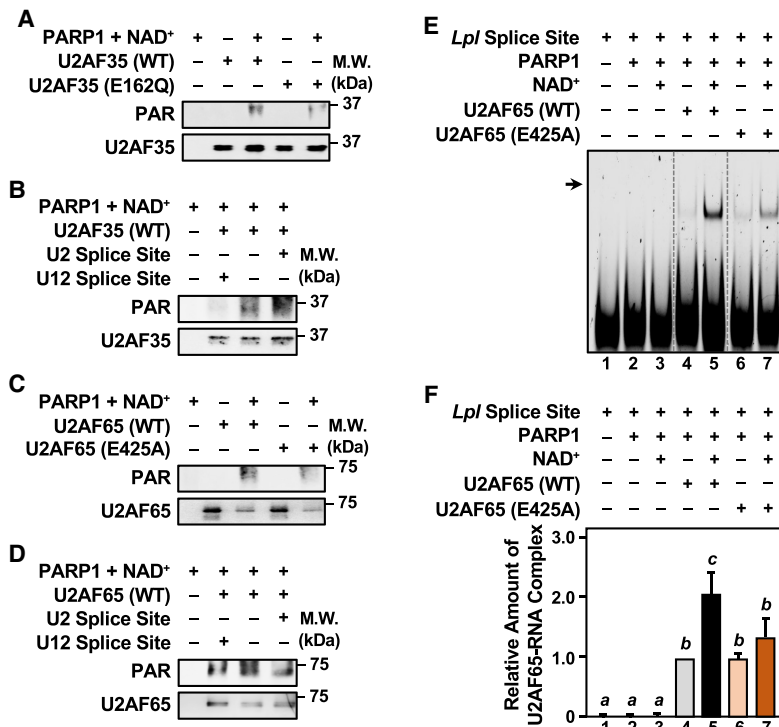 A
PARP1 + NAD⁺ + – + – +
U2AF35 (WT) – + + – – M.W.
U2AF35 (E162Q) – – – + + (kDa)
PAR 37
U2AF35 37
B
PARP1 + NAD⁺ + + + +
U2AF35 (WT) – + + +
U2 Splice Site – – – + M.W.
U12 Splice Site – + – – (kDa)
PAR 37
U2AF35 37
C
PARP1 + NAD⁺ + – + – +
U2AF65 (WT) – + + – – M.W.
U2AF65 (E425A) – – – + + (kDa)
PAR 75
U2AF65 75
D
PARP1 + NAD⁺ + + + +
U2AF65 (WT) – + + +
U2 Splice Site – – – + M.W.
U12 Splice Site – + – – (kDa)
PAR 75
U2AF65 75
E
Lpl Splice Site + + + + + + +
PARP1 – + + + + + +
NAD⁺ – – + – + – +
U2AF65 (WT) – – – + + – –
U2AF65 (E425A) – – – – – + +
1 2 3 4 5 6 7
F
Lpl Splice Site + + + + + + +
PARP1 – + + + + + +
NAD⁺ – – + – + – +
U2AF65 (WT) – – – + + – –
U2AF65 (E425A) – – – – – + +
Relative Amount of
U2AF65-RNA Complex
3.0
2.0
1.0
0
a a a b c b b
1 2 3 4 5 6 7